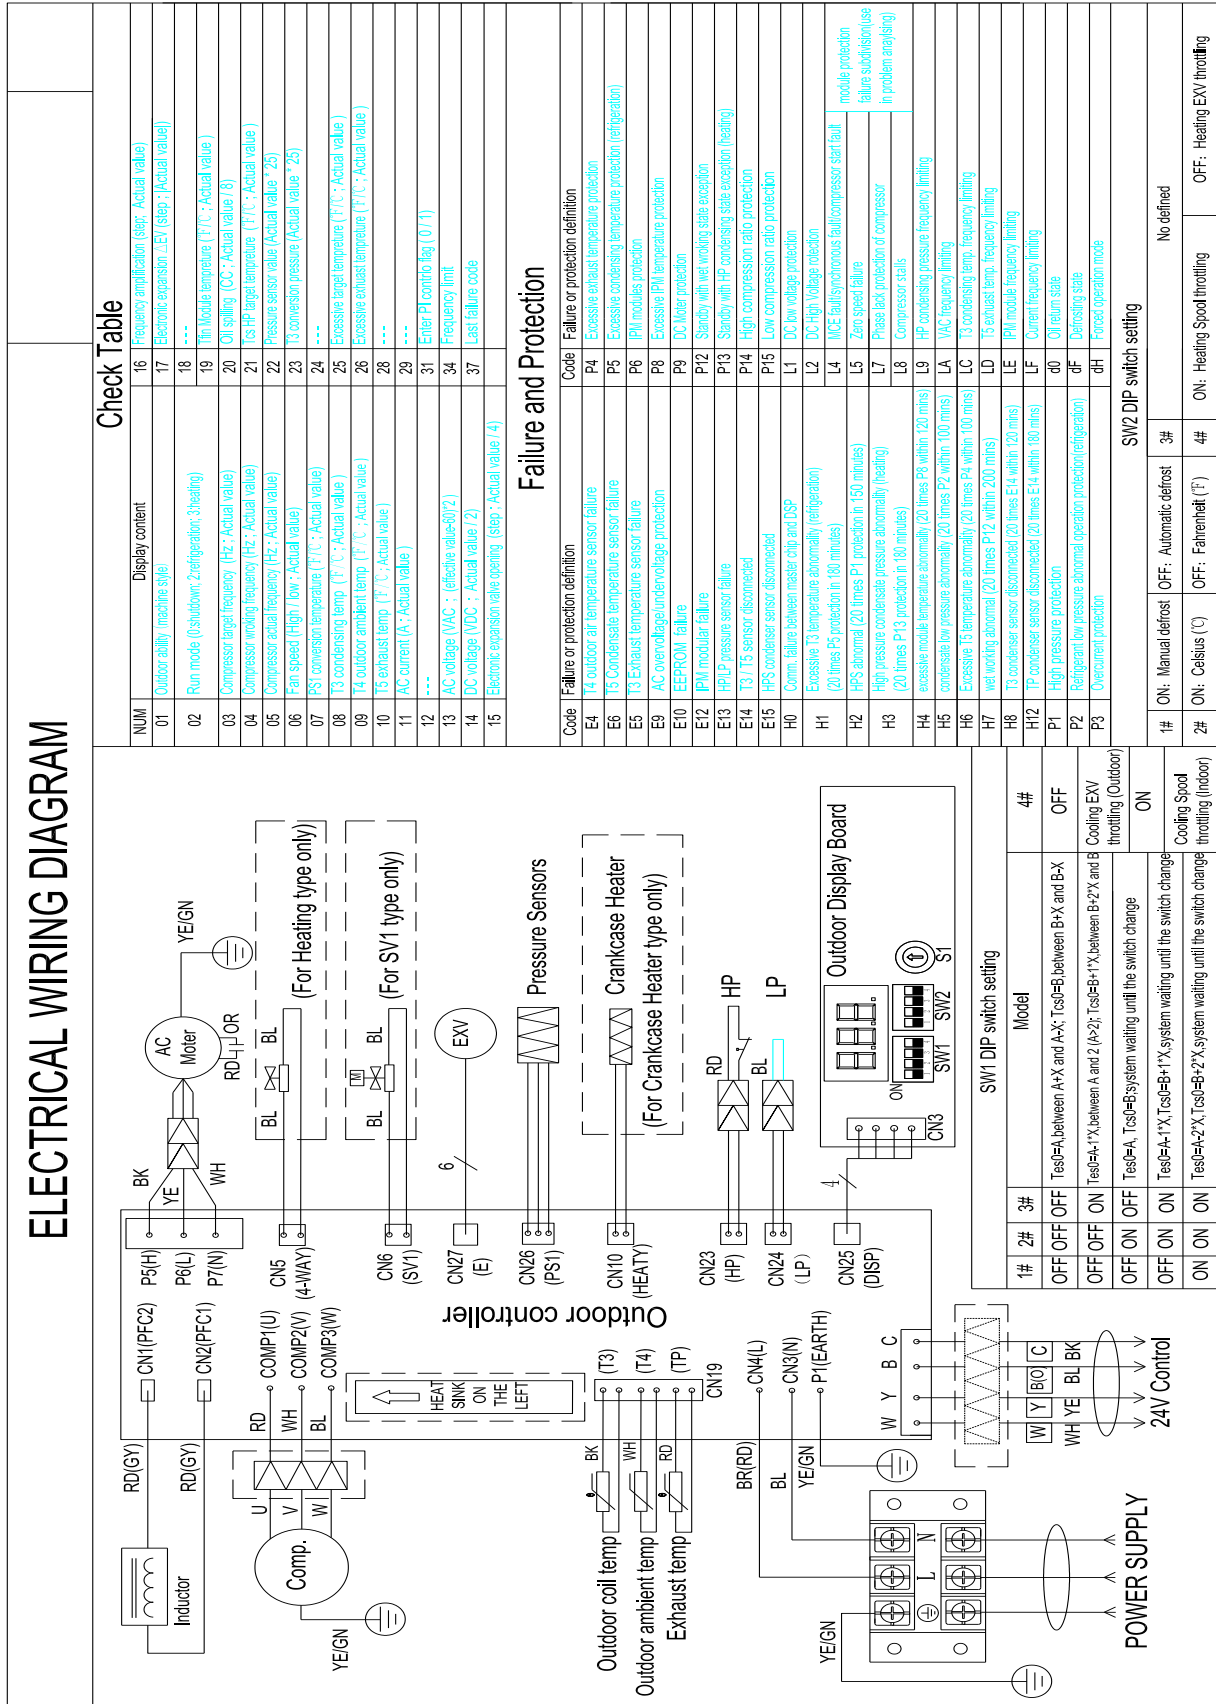 ELECTRICAL WIRING DIAGRAM
Inductor
RD(GY)
RD(GY)
CN1(PFC2)
CN2(PFC1)
P5(H)
P6(L)
P7(N)
BK
YE
WH
AC
Moter
YE/GN
RD
OR
Comp.
YE/GN
U
V
W
RD
WH
BL
COMP1(U)
COMP2(V)
COMP3(W)
CN5
(4-WAY)
BL
BL
(For Heating type only)
CN6
(SV1)
BL
BL
M
(For SV1 type only)
CN27
(E)
6
EXV
CN26
(PS1)
Pressure Sensors
CN10
(HEATY)
Crankcase Heater
(For Crankcase Heater type only)
HEAT
SINK
ON
THE
LEFT
Outdoor controller
Outdoor coil temp
Outdoor ambient temp
Exhaust temp
BK
WH
RD
(T3)
(T4)
(TP)
CN19
CN23
(HP)
RD
HP
CN24
(LP)
BL
LP
CN25
(DISP)
4
CN3
ON
SW1
SW2
S1
Outdoor Display Board
BR(RD)
BL
YE/GN
CN4(L)
CN3(N)
P1(EARTH)
YE/GN
L
N
POWER SUPPLY
W Y B C
W Y B(O) C
WH YE BL BK
24V Control
SW1 DIP switch setting
1# 2# 3# Model 4#
OFF OFF OFF Tes0=A,between A+X and A-X; Tcs0=B,between B+X and B-X OFF
OFF OFF ON Tes0=A-1*X,between A and 2 (A>2); Tcs0=B+1*X,between B+2*X and B Cooling EXV
throttling (Outdoor)
OFF ON OFF Tes0=A, Tcs0=B;system waiting until the switch change ON
OFF ON ON Tes0=A-1*X,Tcs0=B+1*X,system waiting until the switch change Cooling Spool
throttling (Indoor)
ON ON ON Tes0=A-2*X,Tcs0=B+2*X,system waiting until the switch change
Check Table
NUM Display content
01 Outdoor ability (machine style)
02 Run mode (0:shutdown; 2:refrigeration; 3:heating)
03 Compressor target frequency (Hz ; Actual value)
04 Compressor working frequency (Hz ; Actual value)
05 Compressor actual frequency (Hz ; Actual value)
06 Fan speed (High / low ; Actual value)
07 PS1 conversion temperature (℉/℃ ; Actual value)
08 T3 condensing temp (℉/℃ ; Actual value )
09 T4 outdoor ambient temp (℉/℃ ; Actual value )
10 T5 exhaust temp (℉/℃ ; Actual value )
11 AC current (A ; Actual value )
12 ---
13 AC voltage (VAC ; (effective value-60)*2 )
14 DC voltage (VDC ; Actual value / 2)
15 Electronic expansion valve opening (step ; Actual value / 4)
16 Frequency amplification (step; Actual value)
17 Electronic expansion △EV (step ; |Actual value|)
18 ---
19 Tfin Module temprature (℉/℃ ; Actual value )
20 Oil spilling (OC ; Actual value / 8)
21 Tcs HP target tempreture (℉/℃ ; Actual value )
22 Pressure sensor value (Actual value * 25)
23 T3 conversion pressure (Actual value * 25)
24 ---
25 Excessive target tempreture (℉/℃ ; Actual value )
26 Excessive exhuast tempreture (℉/℃ ; Actual value )
28 ---
29 ---
31 Enter PI contrlo flag ( 0 / 1)
34 Frequency limit
37 Last failure code
Failure and Protection
Code Failure or protection definition
E4 T4 outdoor air temperature sensor failure
E6 T5 Condensate temperature sensor failure
E5 T3 Exhaust temperature sensor failure
E9 AC overvoltage/undervoltage protection
E10 EEPROM failure
E12 IPM modular failure
E13 HP/LP pressure sensor failure
E14 T3 / T5 sensor disconnected
E15 HPS condenser sensor disconnected
H0 Comm. failure between master chip and DSP
H1 Excessive T3 temperature abnormality (refrigeration)
(20 times P5 protection in 180 minutes)
H2 HPS abnormal (20 times P1 protection in 150 minutes)
H3 High pressure condensate pressure abnormality (heating)
(20 times P13 protection in 180 minutes)
H4 excessive module temperature abnormality (20 times P8 within 120 mins)
H5 condensate low pressure abnormality (20 times P2 within 100 mins)
H6 Excessive T5 temperature abnormality (20 times P4 within 100 mins)
H7 wet working abnormal (20 times P12 within 200 mins)
H8 T3 condenser sensor disconnected (20 times E14 within 120 mins)
H12 TP condenser sensor disconnected (20 times E14 within 180 mins)
P1 High pressure protection
P2 Refrigerant low pressure abnormal operation protection(refrigeration)
P3 Overcurrent protection
Code Failure or protection definition
P4 Excessive exhaust temperature protection
P5 Excessive condensing temperature protection (refrigeration)
P6 IPM modules protection
P8 Excessive IPM temperature protection
P9 DC Moter protection
P12 Standby with wet wroking state exception
P13 Standby with HP condensing state exception (heating)
P14 High compression ratio protection
P15 Low compression ratio protection
L1 DC low voltage protection
L2 DC High Voltage rotection
L4 MCE fault/synchronous fault/compressor start fault
L5 Zero speed failure
L7 Phase lack protection of compressor
L8 Compressor stalls
module protection
failure subdivision(use
in problem anaylsing)
L9 HP condensing pressure frequency limiting
LA VAC frequency limiting
LC T3 condensing temp. frequency limiting
LD T5 enhuast temp. frequency limiting
LE IPM module frequency limiting
LF Current frequency limiting
d0 Oil return state
dF Defrosting state
dH Forced operation mode
SW2 DIP switch setting
1# ON: Manual defrost OFF: Automatic defrost 3# No defined
2# ON: Celsius (℃) OFF: Fahrenheit (℉) 4# ON: Heating Spool throttling OFF: Heating EXV throttling